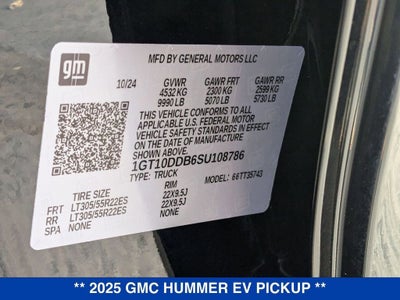 gm
MFD BY GENERAL MOTORS LLC
10/24
GVWR GAWR FRT GAWR RR
4532 KG 2300 KG 2599 KG
9990 LB 5070 LB 5730 LB
THIS VEHICLE CONFORMS TO ALL APPLICABLE
U.S. FEDERAL MOTOR
VEHICLE SAFETY STANDARDS IN EFFECT
ON THE DATE OF MANUFACTURE
SHOWN ABOVE.
1GT10DDB6SU108786
TYPE: TRUCK MODEL: 66TT35743
TIRE SIZE RIM
FRT LT305/55R22ES 22X9.5J
RR LT305/55R22ES 22X9.5J
SPA NONE NONE
** 2025 GMC HUMMER EV PICKUP **